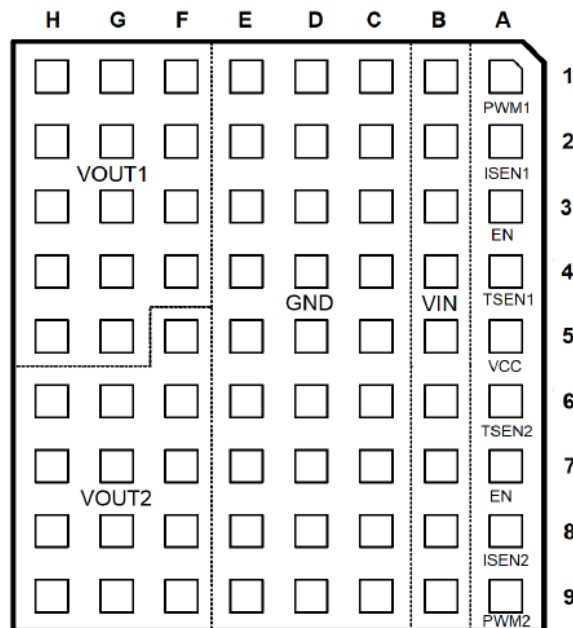 H G F E D C B A
1
PWM1
2
VOUT1
ISEN1
3
EN
4
GND
VIN
TSEN1
5
VCC
6
TSEN2
7
VOUT2
EN
8
ISEN2
9
PWM2